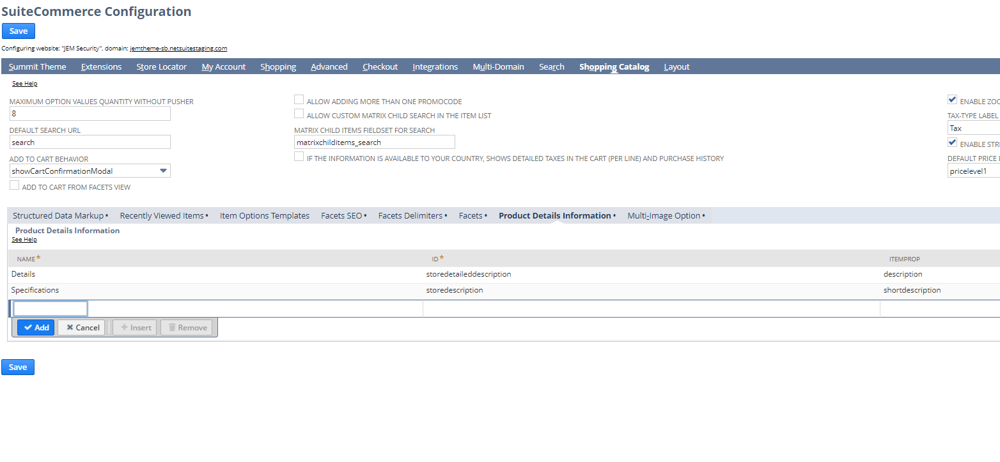 SuiteCommerce Configuration
Save
Configuring website: "JEM Security", domain: jemtheme-sb.netsuitestaging.com
Summit Theme Extensions Store Locator My Account Shopping Advanced Checkout Integrations Multi-Domain Search Shopping Catalog Layout
See Help
MAXIMUM OPTION VALUES QUANTITY WITHOUT PUSHER
8
DEFAULT SEARCH URL
search
ADD TO CART BEHAVIOR
showCartConfirmationModal
ADD TO CART FROM FACETS VIEW
ALLOW ADDING MORE THAN ONE PROMOCODE
ALLOW CUSTOM MATRIX CHILD SEARCH IN THE ITEM LIST
MATRIX CHILD ITEMS FIELDSET FOR SEARCH
matrixchilditems_search
IF THE INFORMATION IS AVAILABLE TO YOUR COUNTRY, SHOWS DETAILED TAXES IN THE CART (PER LINE) AND PURCHASE HISTORY
ENABLE
TAX-TYPE LABEL
Tax
ENABLE
DEFAULT PRICE
pricelevel1
Structured Data Markup • Recently Viewed Items • Item Options Templates Facets SEO • Facets Delimiters • Facets • Product Details Information • Multi-Image Option •
Product Details Information
See Help
NAME * ID * ITEMPROP
Details storedetaileddescription description
Specifications storedescription shortdescription
Add Cancel Insert Remove
Save